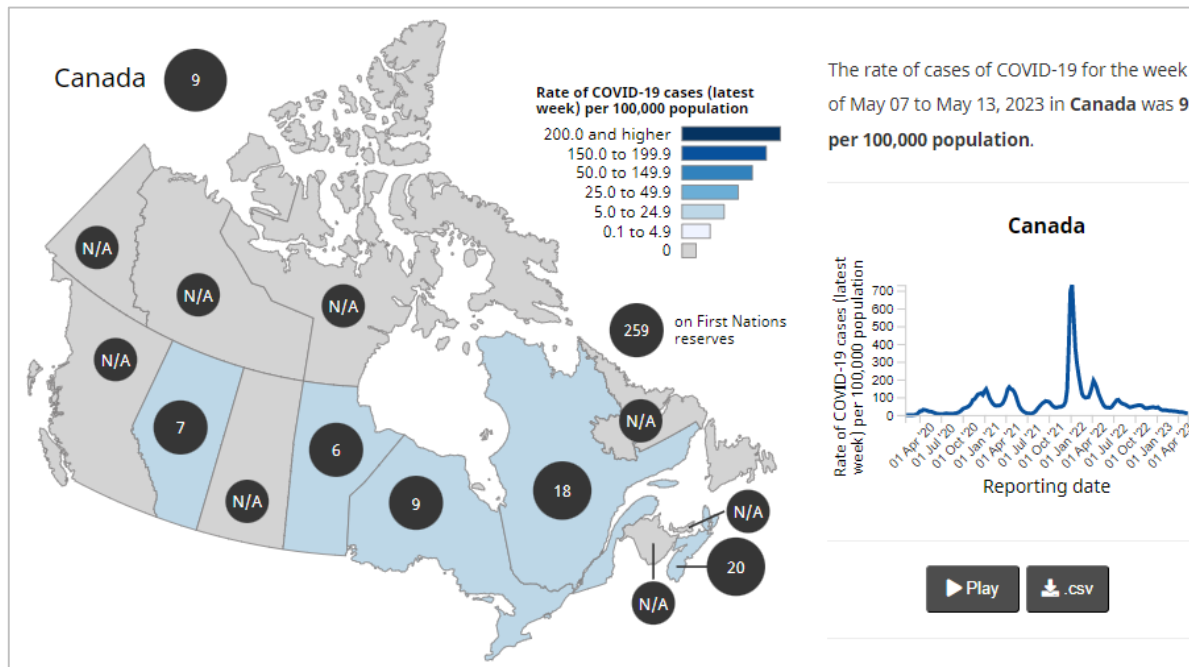 Canada
9
Rate of COVID-19 cases (latest
week) per 100,000 population
200.0 and higher
150.0 to 199.9
50.0 to 149.9
25.0 to 49.9
5.0 to 24.9
0.1 to 4.9
0
N/A
N/A
N/A
259
on First Nations
reserves
N/A
7
6
N/A
9
18
N/A
N/A
20
N/A
The rate of cases of COVID-19 for the week
of May 07 to May 13, 2023 in Canada was 9
per 100,000 population.
Canada
Rate of COVID-19 cases (latest
week) per 100,000 population
700
600
500
400
300
200
100
0
01 Apr '20
01 Jul '20
01 Oct '20
01 Jan '21
01 Apr '21
01 Jul '21
01 Oct '21
01 Jan '22
01 Apr '22
01 Jul '22
01 Oct '22
01 Jan '23
01 Apr '23
Reporting date
Play
.csv